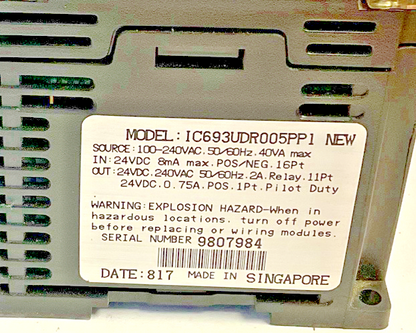 MODEL:IC693UDR005PP1 NEW
SOURCE:100-240VAC.50/60Hz.40VA max
IN:24VDC 8mA max.POS/NEG.16Pt
OUT:24VDC.240VAC 50/60Hz.2A.Relay.11Pt
24VDC.0.75A.POS.1Pt.Pilot Duty
WARNING:EXPLOSION HAZARD-When in
hazardous locations. turn off power
before replacing or wiring modules.
SERIAL NUMBER 9807984
DATE:817 MADE IN SINGAPORE